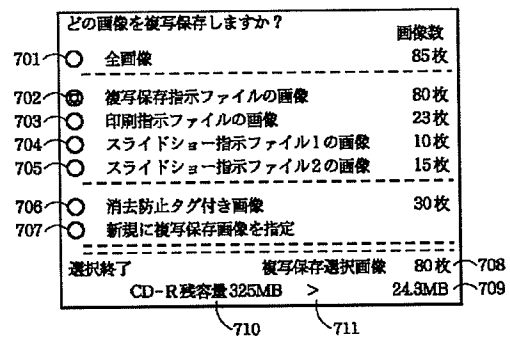 どの画像を複写保存しますか?
画像数
701 全画像 85枚
702 複写保存指示ファイルの画像 80枚
703 印刷指示ファイルの画像 23枚
704 スライドショー指示ファイル1の画像 10枚
705 スライドショー指示ファイル2の画像 15枚
706 消去防止タグ付き画像 30枚
707 新規に複写保存画像を指定
選択終了 複写保存選択画像 80枚 708
CD-R残容量325MB > 24.3MB 709
710 711